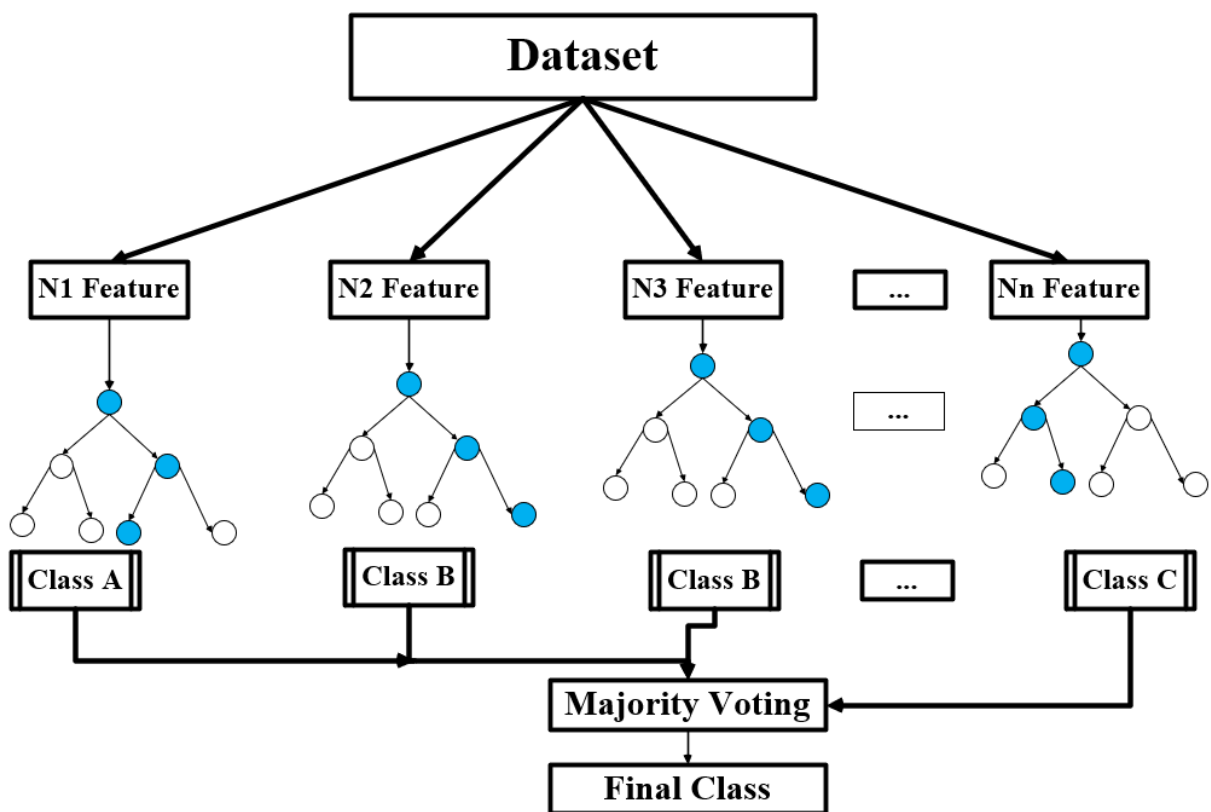 Dataset
N1 Feature
N2 Feature
N3 Feature
...
Nn Feature
...
Class A
Class B
Class B
...
Class C
Majority Voting
Final Class